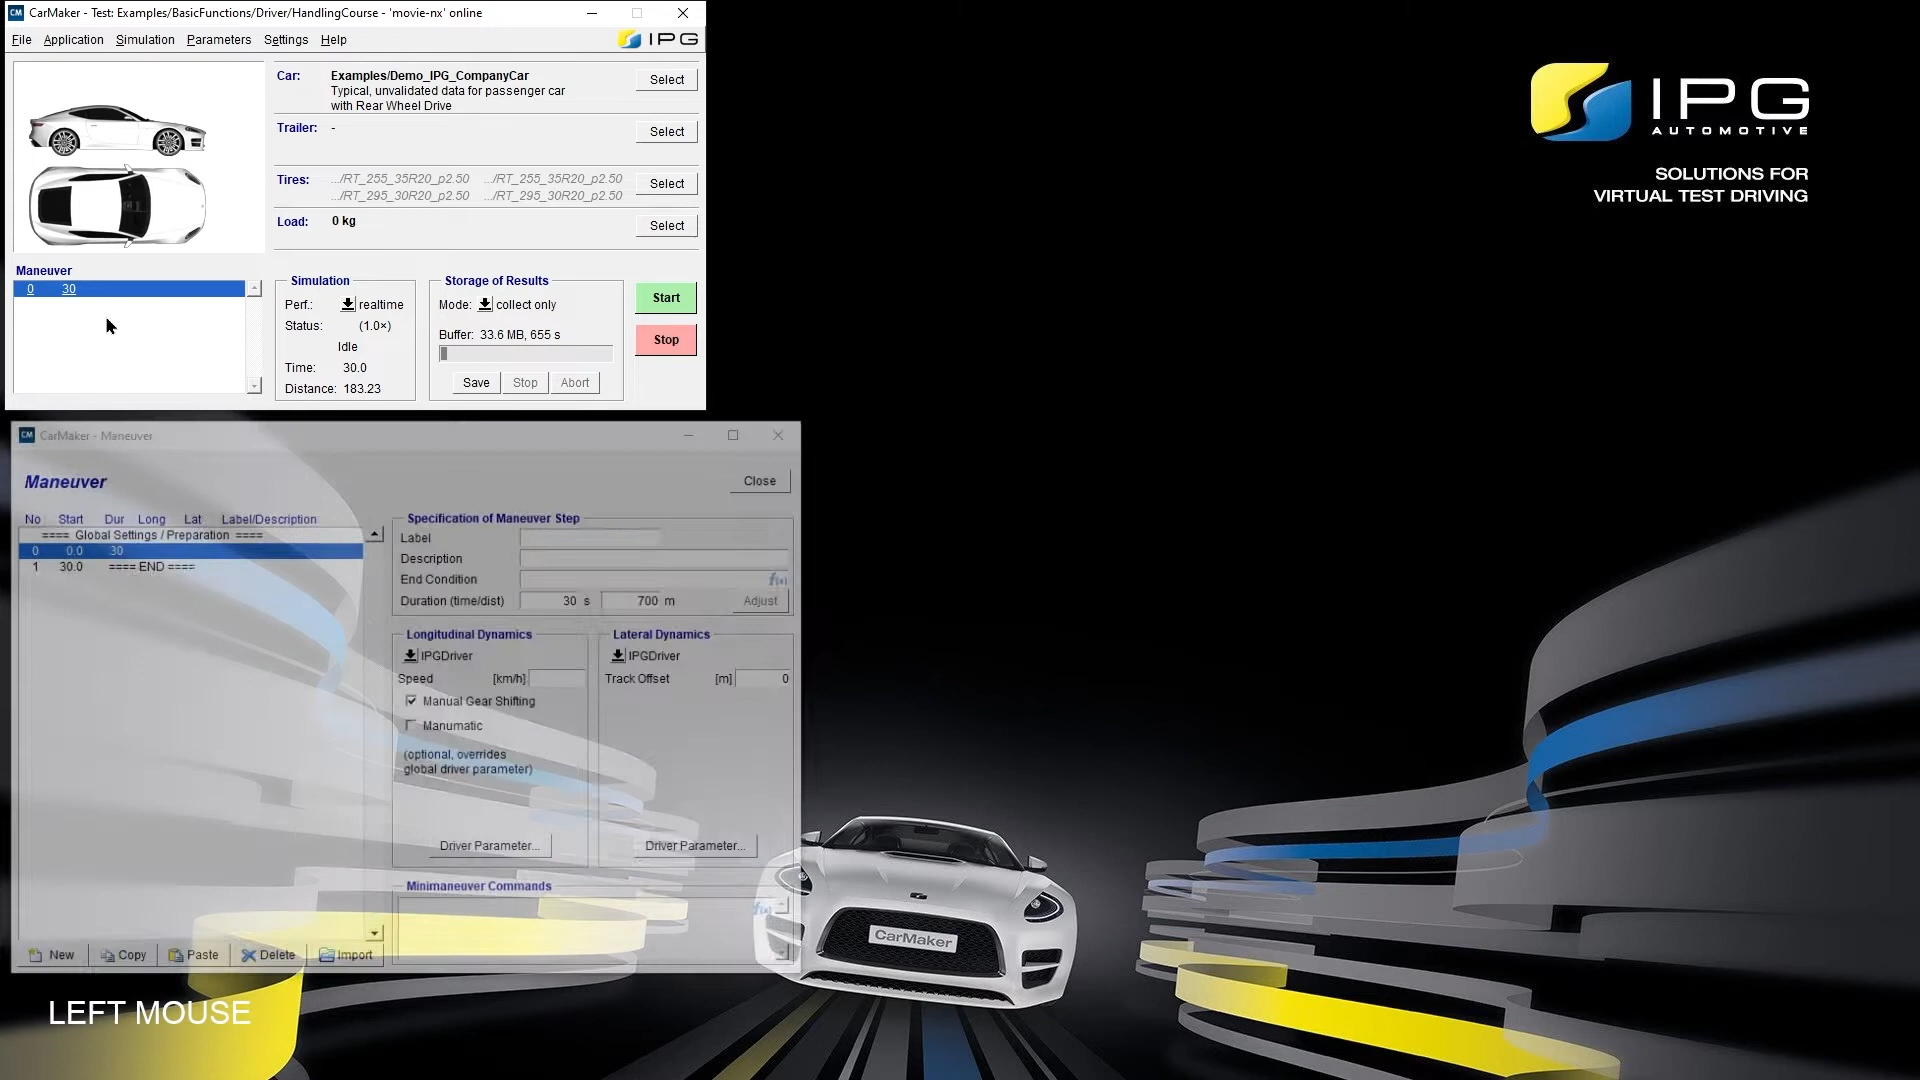 CM CarMaker - Test: Examples/BasicFunctions/Driver/HandlingCourse - 'movie-nx' online
File Application Simulation Parameters Settings Help
IPG
Car: Examples/Demo_IPG_CompanyCar Select
Typical, unvalidated data for passenger car
with Rear Wheel Drive
Trailer: - Select
Tires: .../RT_255_35R20_p2.50 .../RT_255_35R20_p2.50 Select
.../RT_295_30R20_p2.50 .../RT_295_30R20_p2.50
Load: 0 kg Select
Maneuver
0 30
Simulation
Perf.: realtime
Status: (1.0×)
Idle
Time: 30.0
Distance: 183.23
Storage of Results
Mode: collect only
Buffer: 33.6 MB, 655 s
Save Stop Abort
Start
Stop
IPG
AUTOMOTIVE
SOLUTIONS FOR
VIRTUAL TEST DRIVING
CM CarMaker - Maneuver
Maneuver Close
No Start Dur Long Lat Label/Description
==== Global Settings / Preparation ====
0 0.0 30
1 30.0 ==== END ====
Specification of Maneuver Step
Label
Description
End Condition f(x)
Duration (time/dist) 30 s 700 m Adjust
Longitudinal Dynamics
IPGDriver
Speed [km/h]
Manual Gear Shifting
Manumatic
(optional, overrides
global driver parameter)
Driver Parameter...
Lateral Dynamics
IPGDriver
Track Offset [m] 0
Driver Parameter...
Minimaneuver Commands
f(x)
New Copy Paste Delete Import
CarMaker
LEFT MOUSE